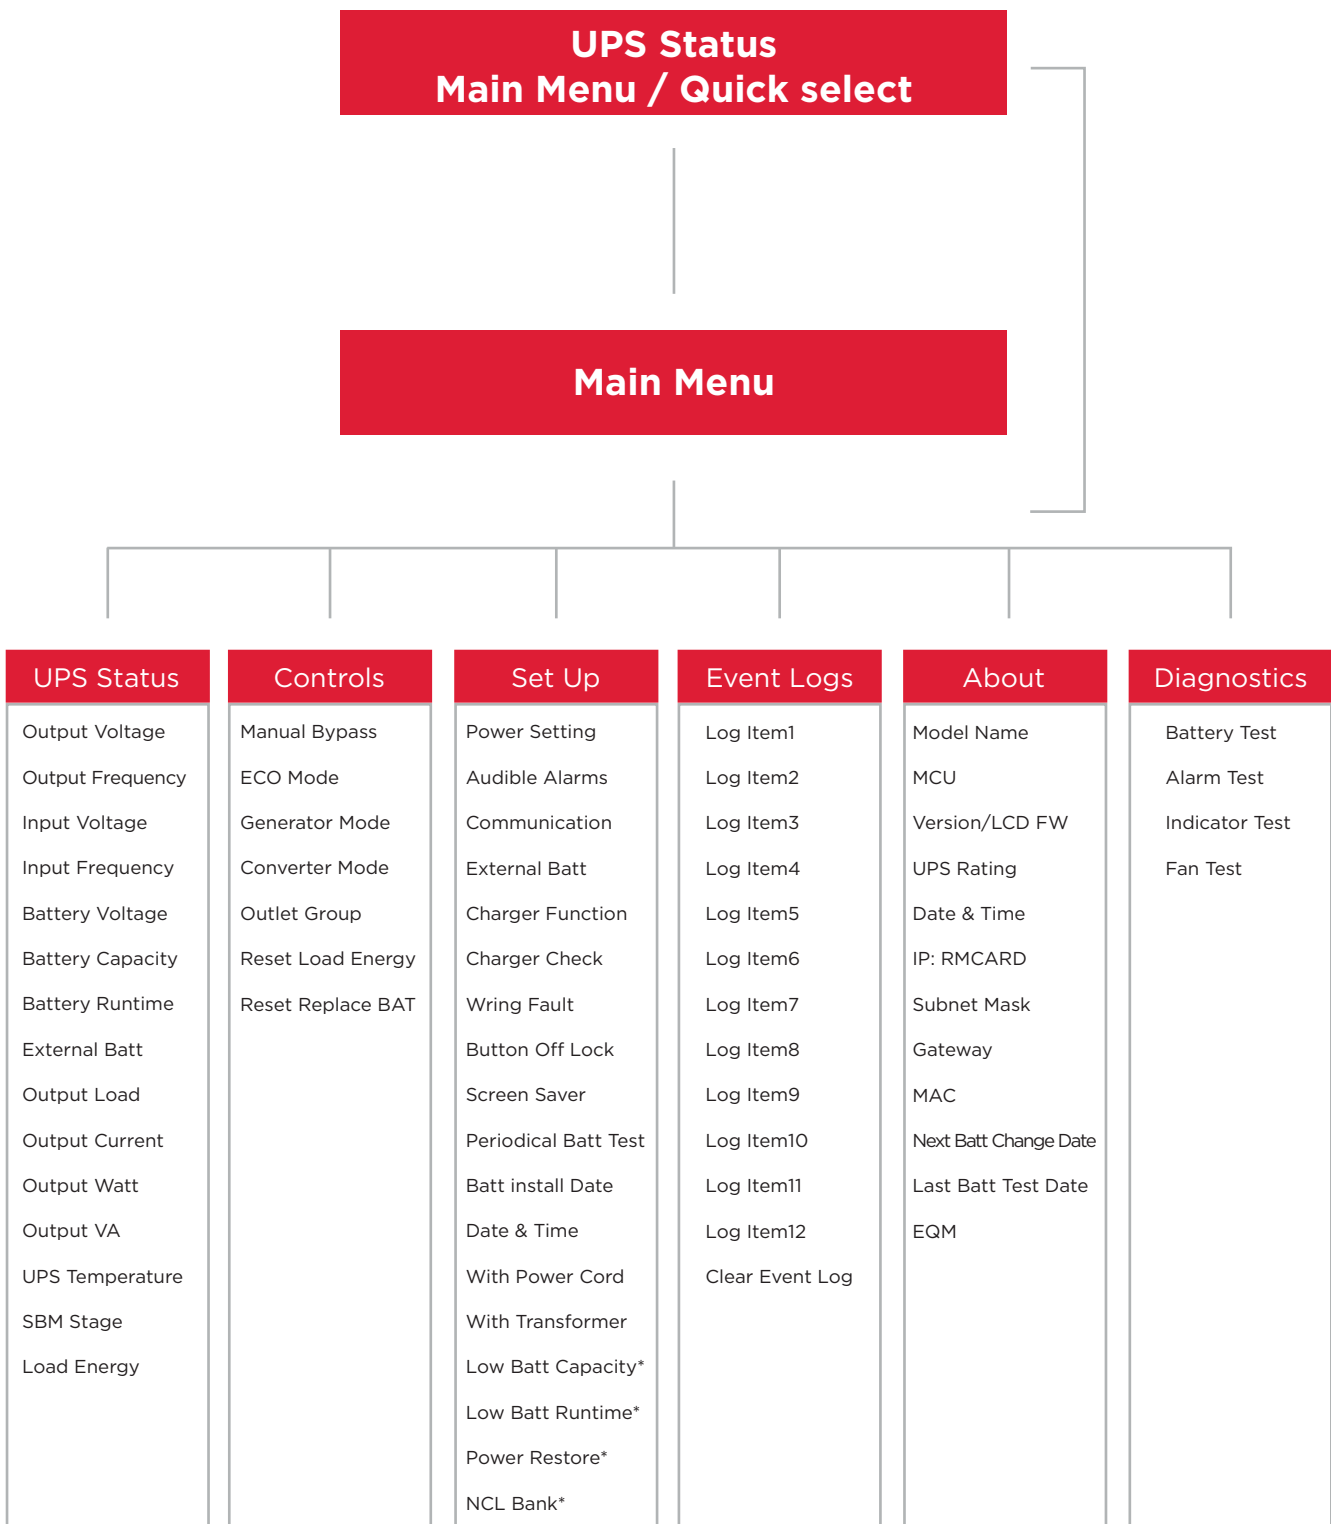 UPS Status
Main Menu / Quick select
Main Menu
UPS Status
Output Voltage
Output Frequency
Input Voltage
Input Frequency
Battery Voltage
Battery Capacity
Battery Runtime
External Batt
Output Load
Output Current
Output Watt
Output VA
UPS Temperature
SBM Stage
Load Energy
Controls
Manual Bypass
ECO Mode
Generator Mode
Converter Mode
Outlet Group
Reset Load Energy
Reset Replace BAT
Set Up
Power Setting
Audible Alarms
Communication
External Batt
Charger Function
Charger Check
Wring Fault
Button Off Lock
Screen Saver
Periodical Batt Test
Batt install Date
Date & Time
With Power Cord
With Transformer
Low Batt Capacity*
Low Batt Runtime*
Power Restore*
NCL Bank*
Event Logs
Log Item1
Log Item2
Log Item3
Log Item4
Log Item5
Log Item6
Log Item7
Log Item8
Log Item9
Log Item10
Log Item11
Log Item12
Clear Event Log
About
Model Name
MCU
Version/LCD FW
UPS Rating
Date & Time
IP: RMCARD
Subnet Mask
Gateway
MAC
Next Batt Change Date
Last Batt Test Date
EQM
Diagnostics
Battery Test
Alarm Test
Indicator Test
Fan Test